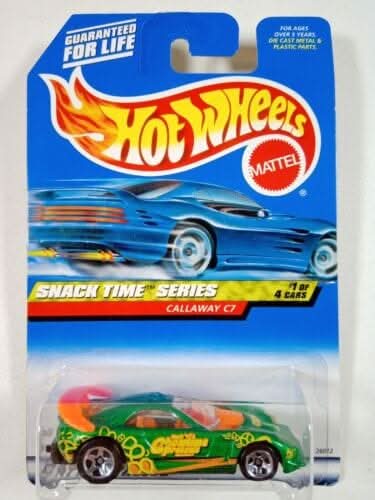 GUARANTEED
FOR LIFE
FOR AGES
OVER 3 YEARS.
DIE CAST METAL &
PLASTIC PARTS.
HOT WHEELS
MATTEL
®
SNACK TIME™ SERIES
#1 OF
4 CARS
CALLAWAY C7